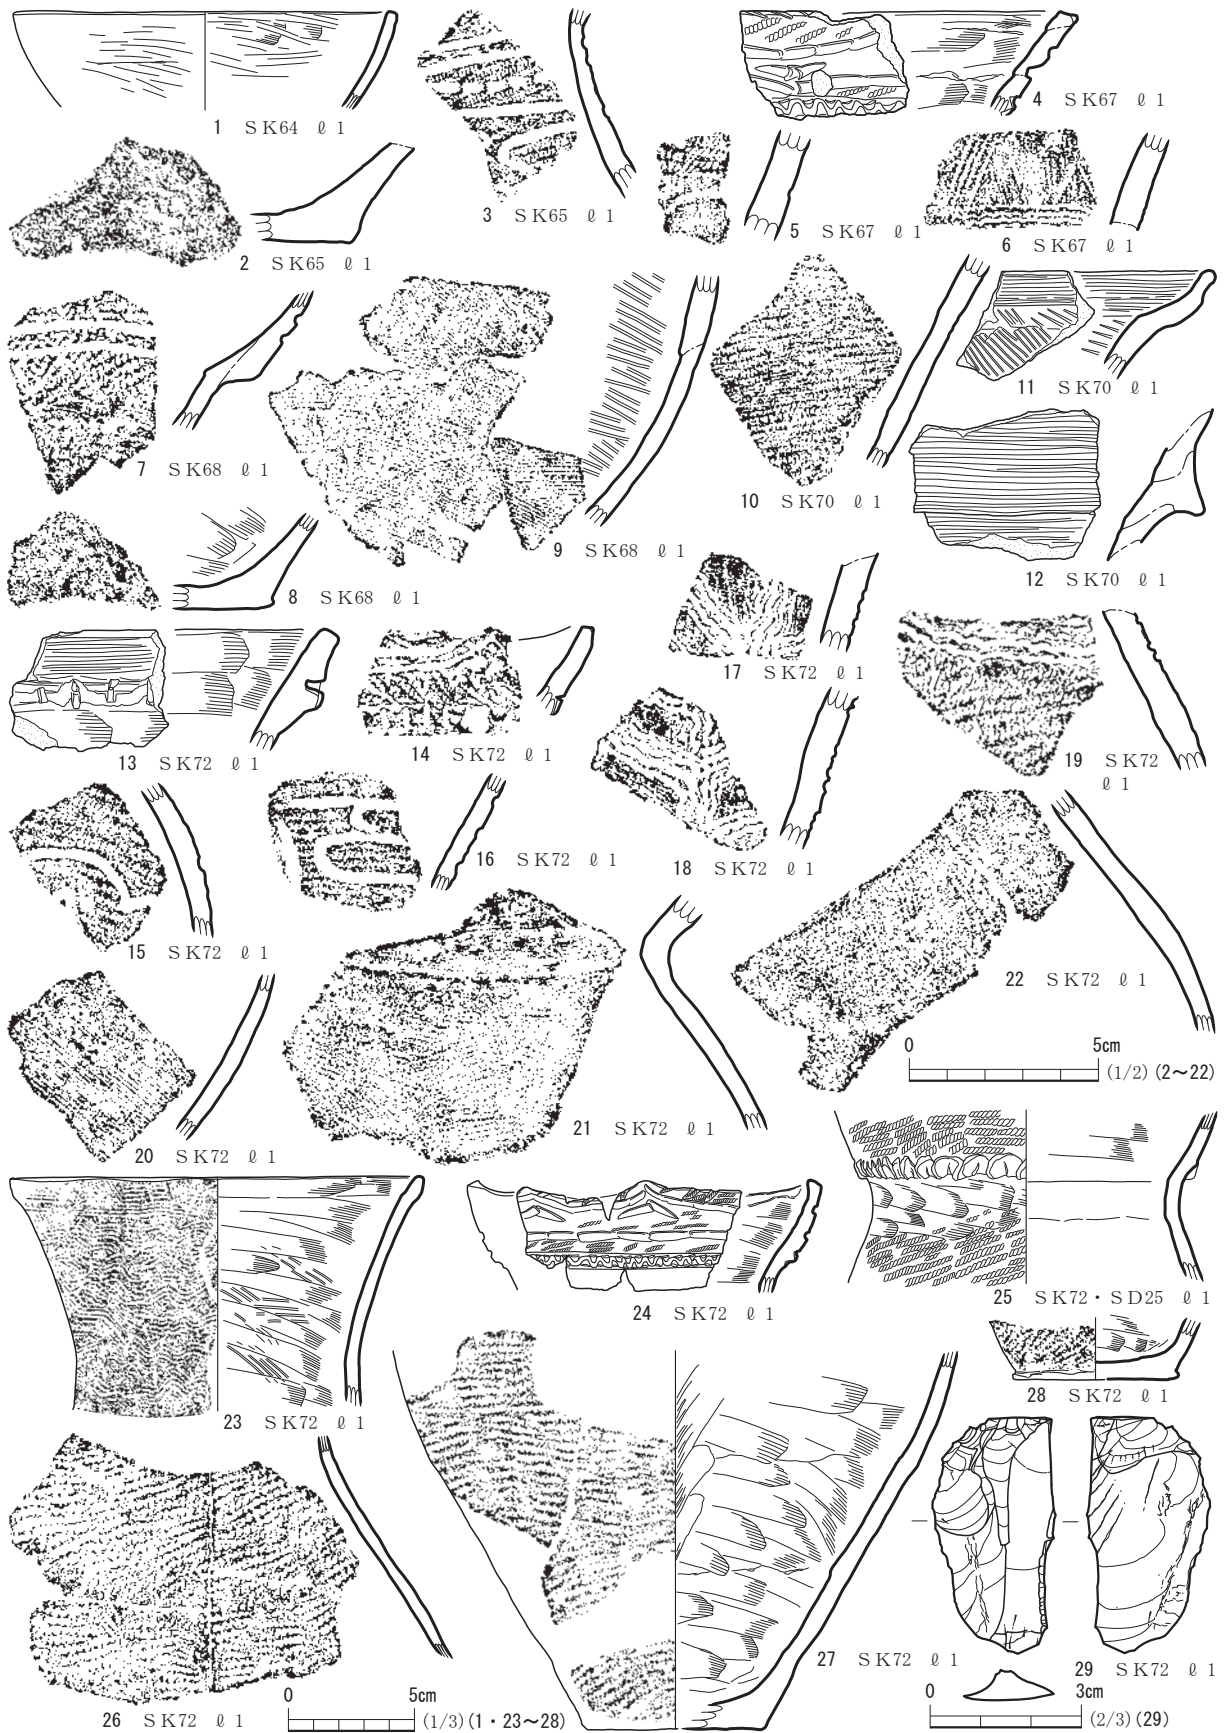 1 SK64 ℓ1
2 SK65 ℓ1
3 SK65 ℓ1
4 SK67 ℓ1
5 SK67 ℓ1
6 SK67 ℓ1
7 SK68 ℓ1
8 SK68 ℓ1
9 SK68 ℓ1
10 SK70 ℓ1
11 SK70 ℓ1
12 SK70 ℓ1
13 SK72 ℓ1
14 SK72 ℓ1
15 SK72 ℓ1
16 SK72 ℓ1
17 SK72 ℓ1
18 SK72 ℓ1
19 SK72
ℓ1
20 SK72 ℓ1
21 SK72 ℓ1
22 SK72 ℓ1
0 5cm
(1/2)(2～22)
23 SK72 ℓ1
24 SK72 ℓ1
25 SK72・SD25 ℓ1
26 SK72 ℓ1
27 SK72 ℓ1
28 SK72 ℓ1
29 SK72 ℓ1
0 5cm
(1/3)(1・23～28)
0 3cm
(2/3)(29)